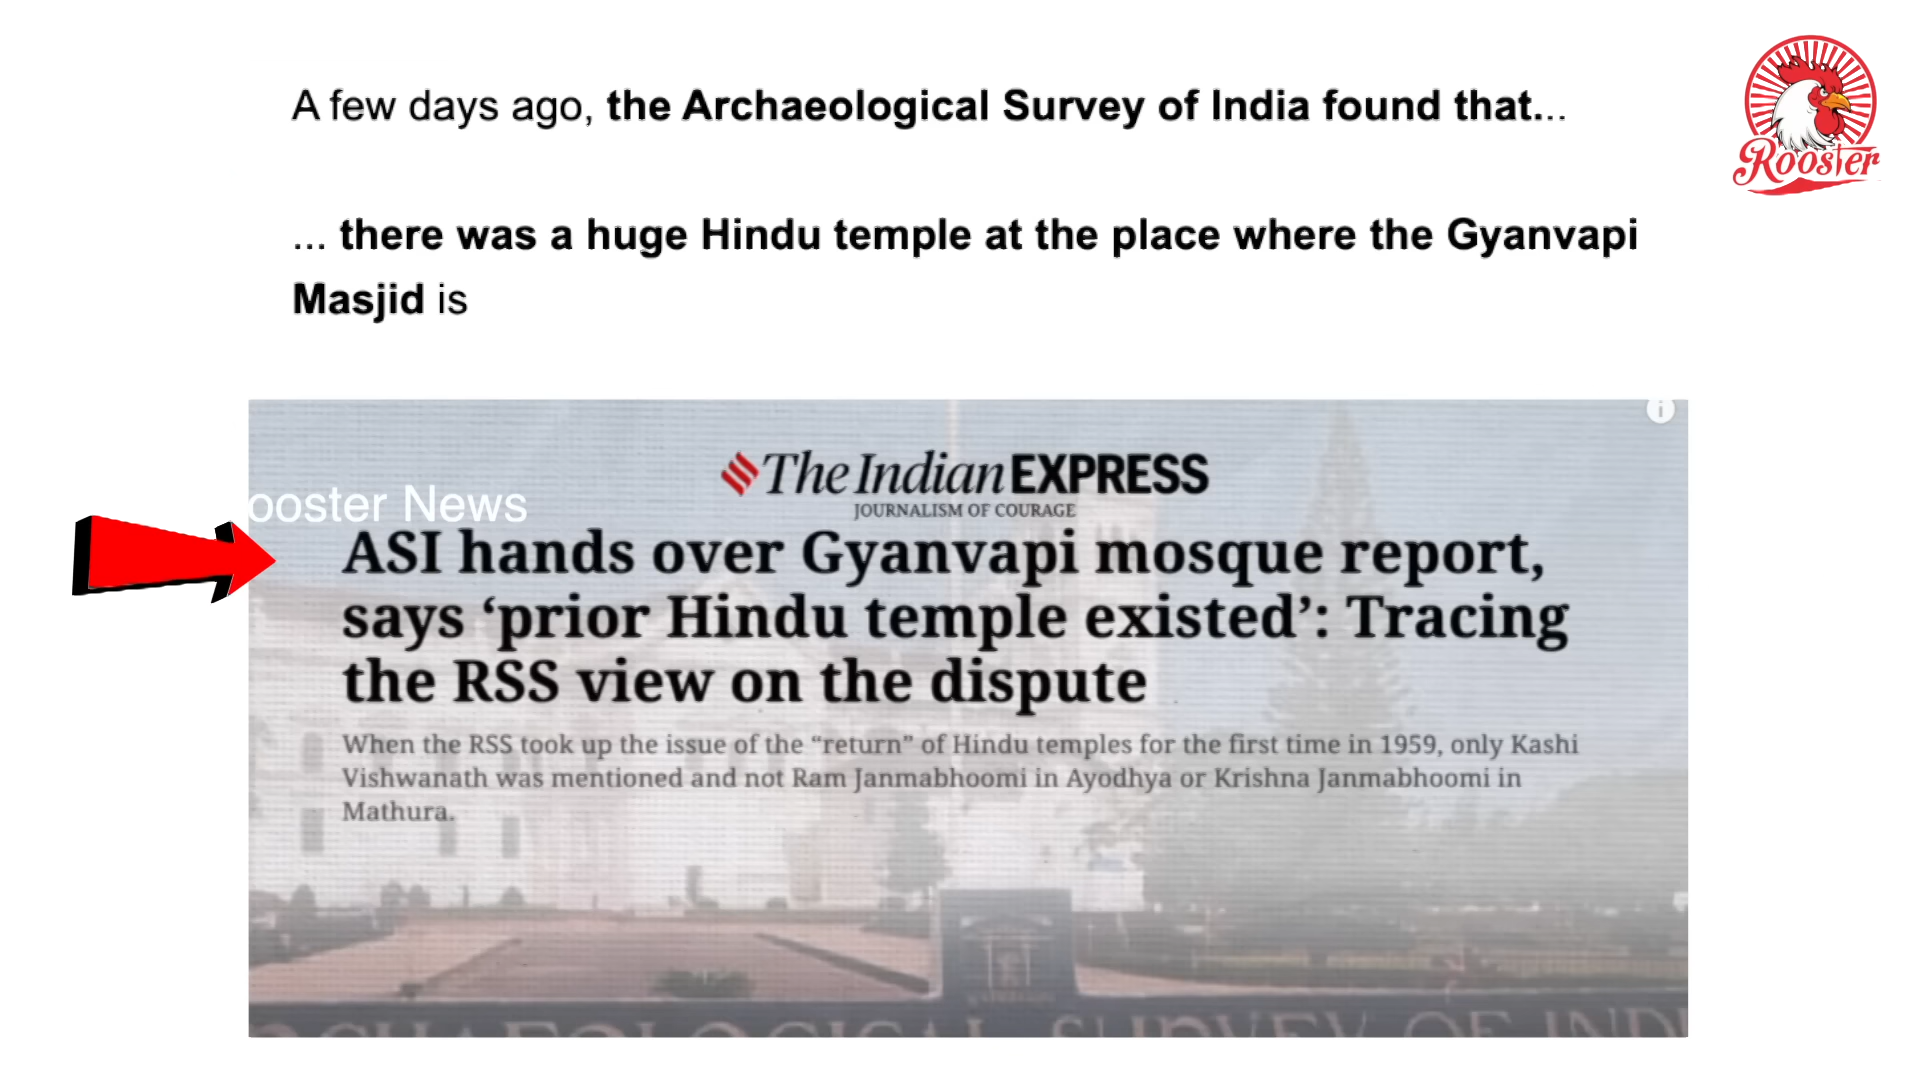 A few days ago, the Archaeological Survey of India found that...
Rooster
... there was a huge Hindu temple at the place where the Gyanvapi
Masjid is
i
The Indian EXPRESS
JOURNALISM OF COURAGE
ooster News
ASI hands over Gyanvapi mosque report,
says ‘prior Hindu temple existed’: Tracing
the RSS view on the dispute
When the RSS took up the issue of the “return” of Hindu temples for the first time in 1959, only Kashi
Vishwanath was mentioned and not Ram Janmabhoomi in Ayodhya or Krishna Janmabhoomi in
Mathura.
RCHAEOLOGICAL SURVEY OF INDI